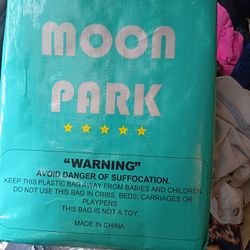 MOON
PARK
"WARNING"
AVOID DANGER OF SUFFOCATION.
KEEP THIS PLASTIC BAG AWAY FROM BABIES AND CHILDREN
DO NOT USE THIS BAG IN CRIBS, BEDS, CARRIAGES OR
PLAYPENS.
THIS BAG IS NOT A TOY
MADE IN CHINA